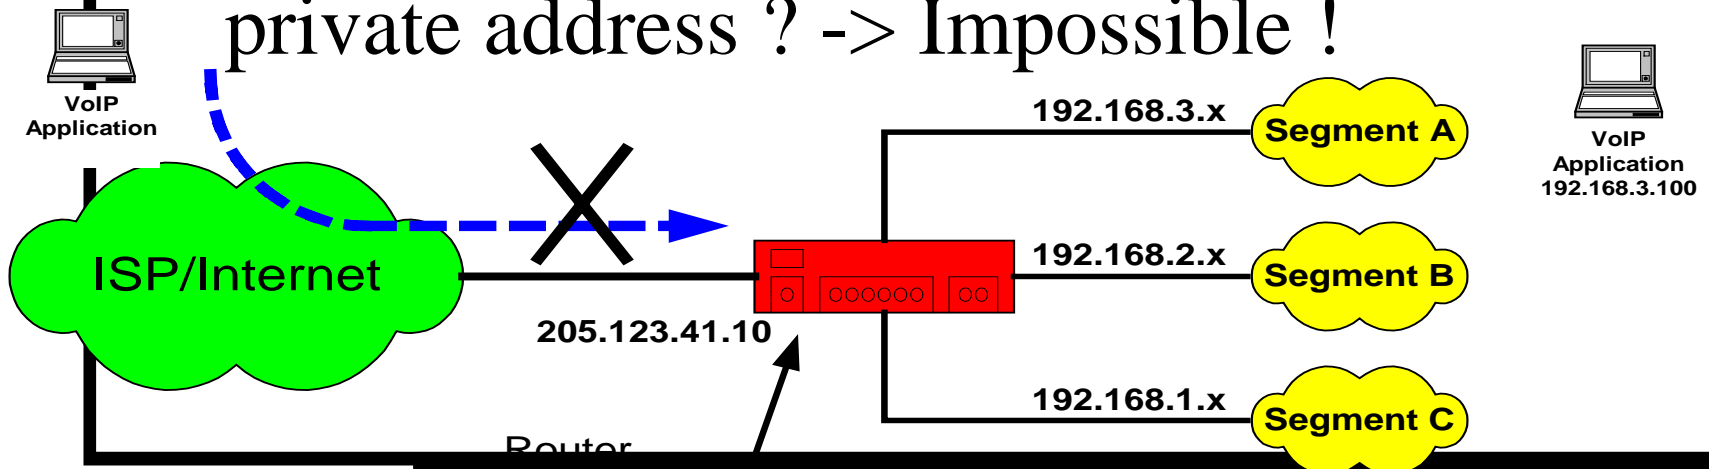 private address ? -> Impossible !
VoIP
Application
192.168.3.x
Segment A
VoIP
Application
192.168.3.100
ISP/Internet
192.168.2.x
Segment B
205.123.41.10
192.168.1.x
Segment C
Router